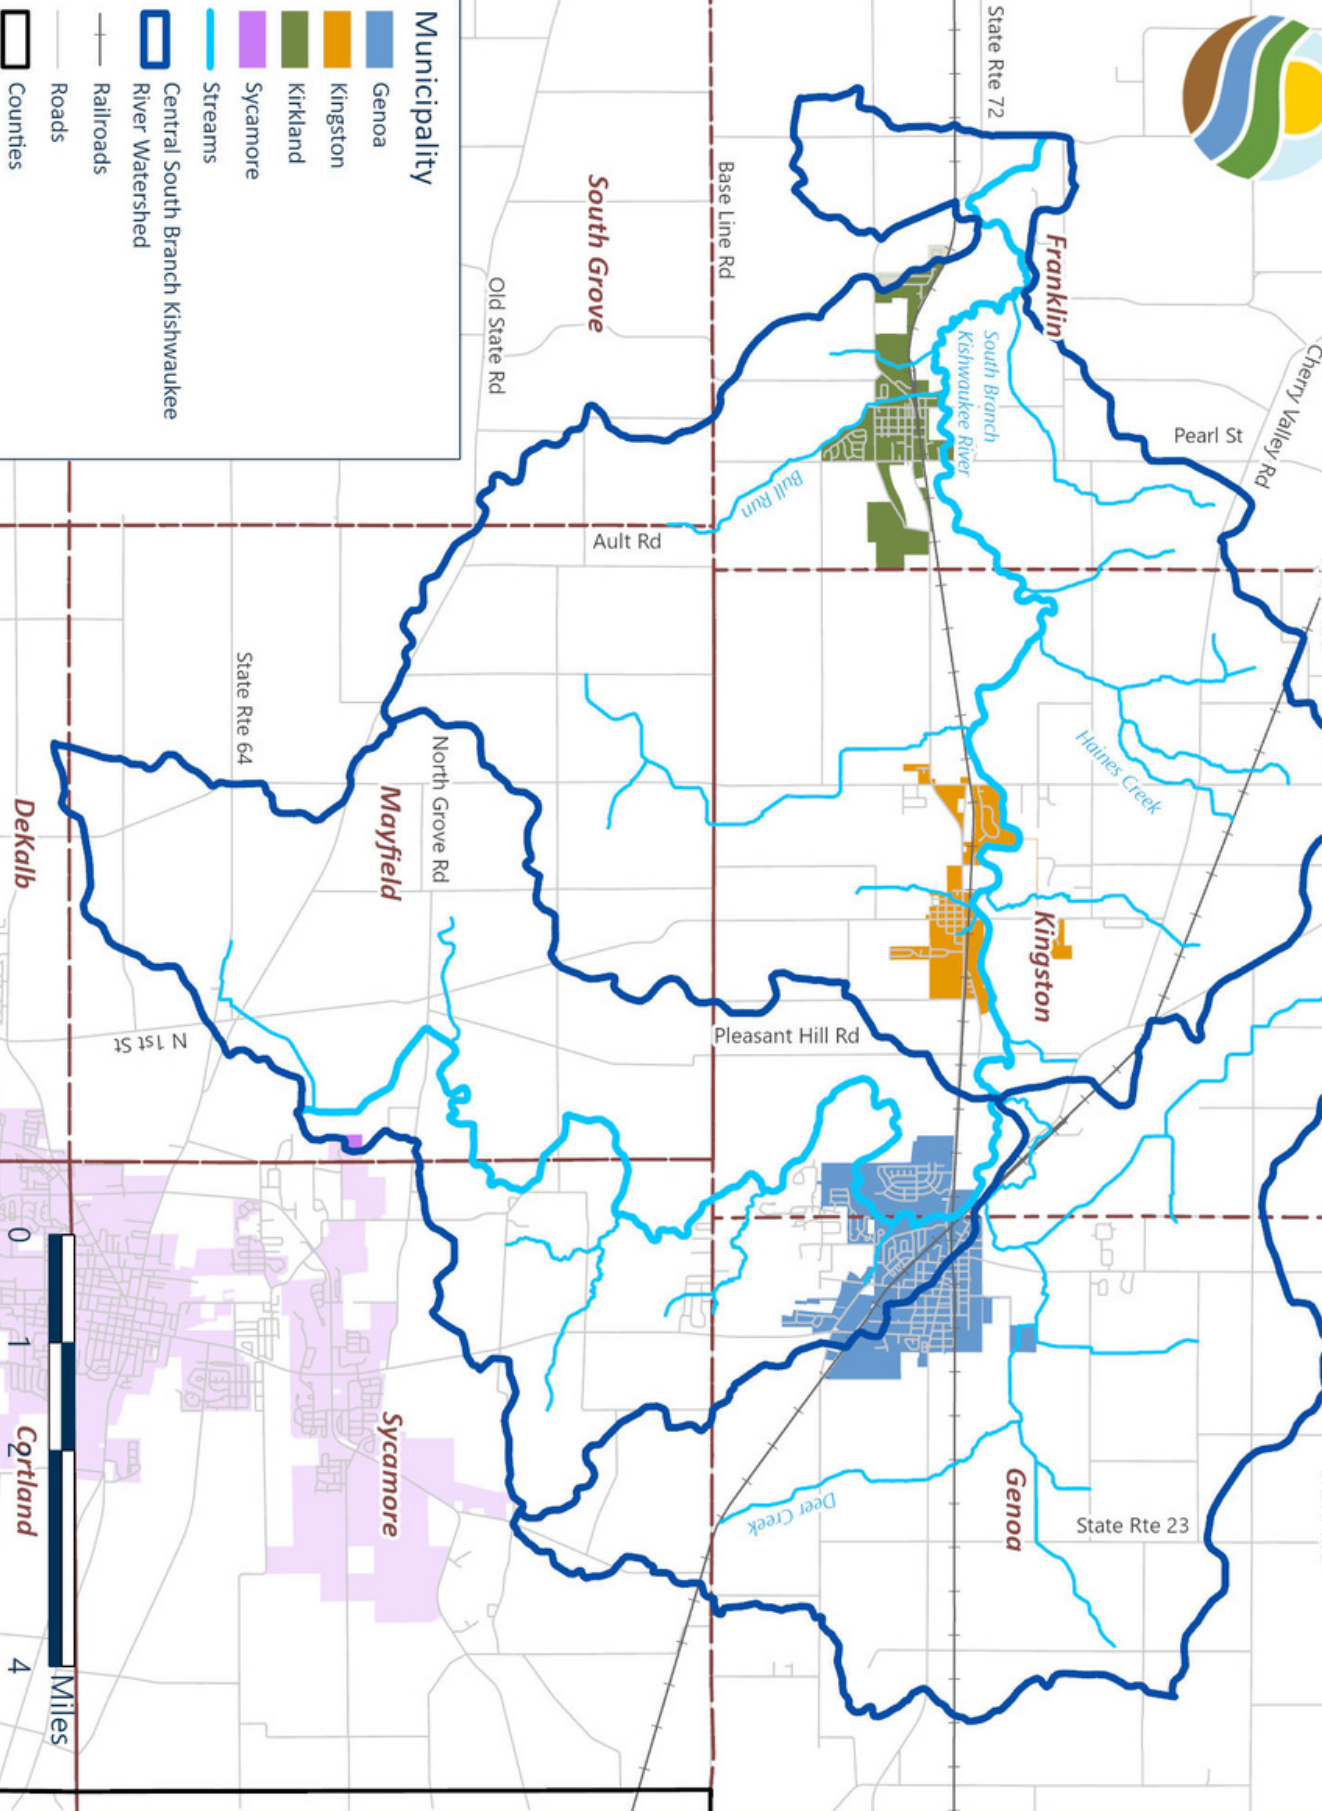 Municipality
Genoa
Kingston
Kirkland
Sycamore
Streams
Central South Branch Kishwaukee
River Watershed
Railroads
Roads
Counties
State Rte 72
Franklin
Cherry Valley Rd
Pearl St
South Branch
Kishwaukee River
Base Line Rd
South Grove
Old State Rd
Bull Run
Ault Rd
Haines Creek
Kingston
State Rte 64
North Grove Rd
Mayfield
DeKalb
N 1st St
Pleasant Hill Rd
Genoa
State Rte 23
Deer Creek
Sycamore
Cortland
0
1
2
4
Miles